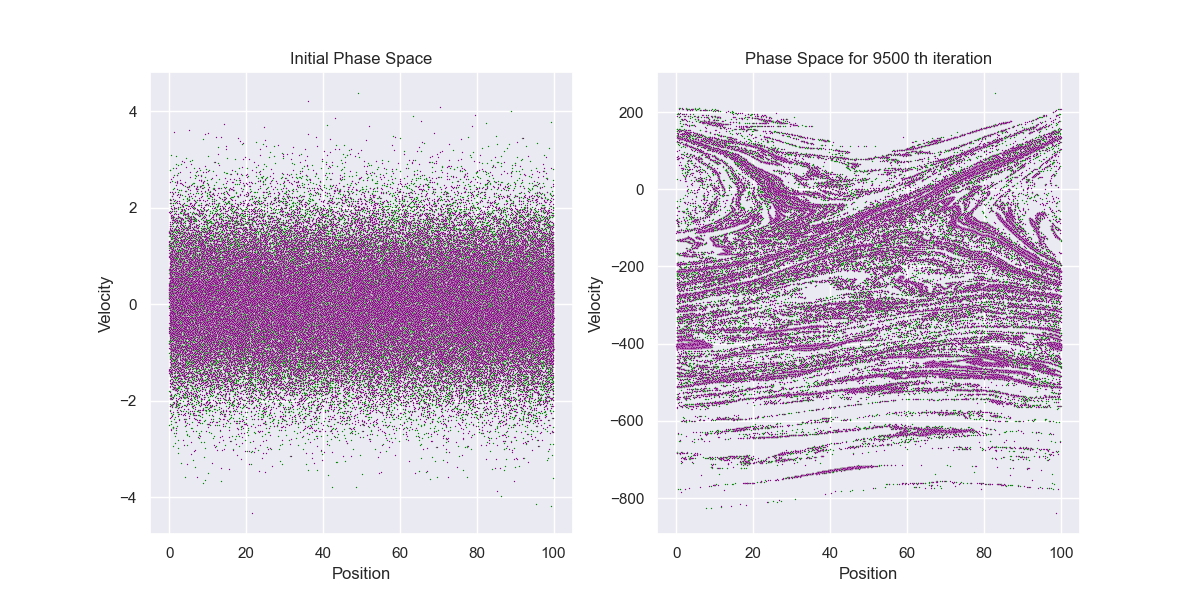 Initial Phase Space
4
2
0
−2
−4
Velocity
0 20 40 60 80 100
Position
Phase Space for 9500 th iteration
200
0
−200
−400
−600
−800
Velocity
0 20 40 60 80 100
Position